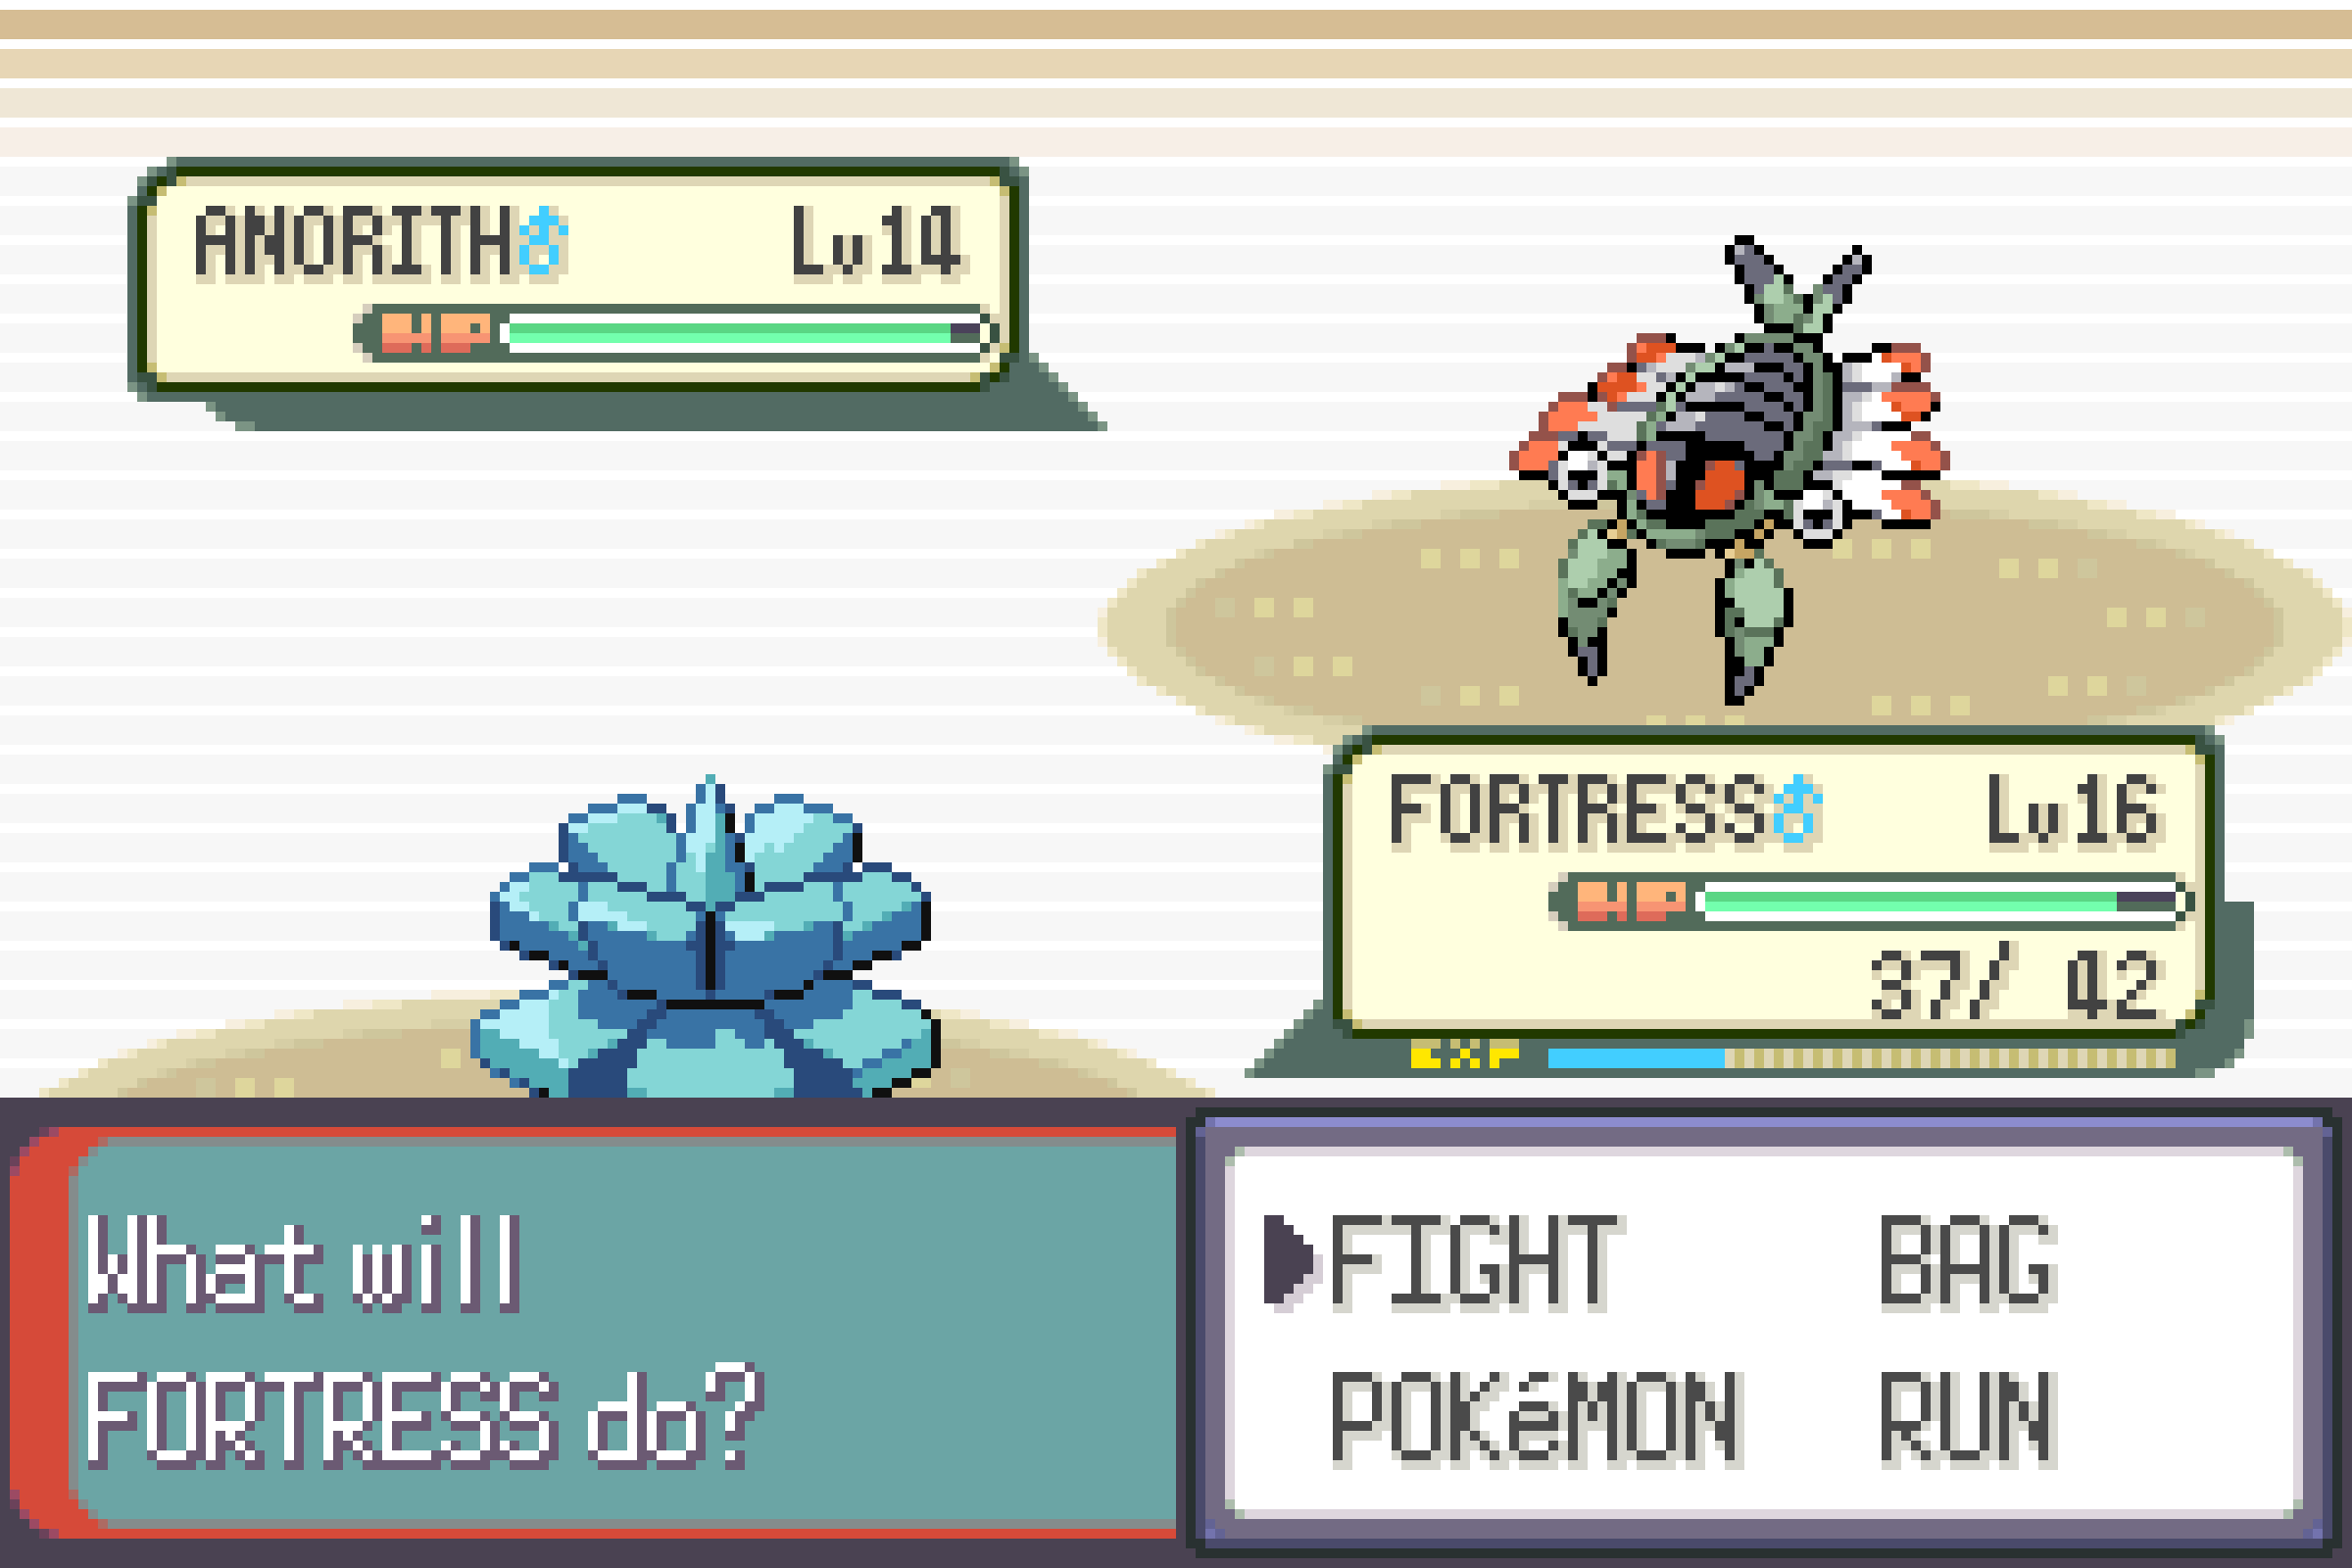 ANORITH♂ Lv14
HP
FORTRESS♂ Lv16
HP
37/ 42
EXP
What will
FORTRESS do?
▶FIGHT BAG
POKéMON RUN